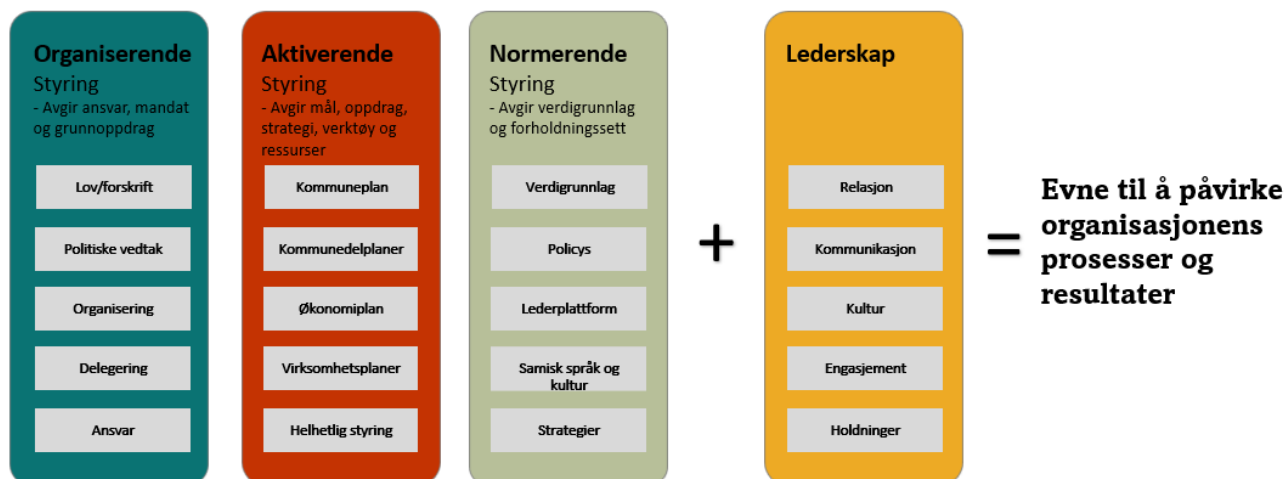 Organiserende
Styring
- Avgir ansvar, mandat
og grunnoppdrag
Lov/forskrift
Politiske vedtak
Organisering
Delegering
Ansvar
Aktiverende
Styring
- Avgir mål, oppdrag,
strategi, verktøy og
ressurser
Kommuneplan
Kommunedelplaner
Økonomiplan
Virksomhetsplaner
Helhetlig styring
Normerende
Styring
- Avgir verdigrunnlag
og forholdningssett
Verdigrunnlag
Policys
Lederplattform
Samisk språk og
kultur
Strategier
+
Lederskap
Relasjon
Kommunikasjon
Kultur
Engasjement
Holdninger
=
Evne til å påvirke
organisasjonens
prosesser og
resultater